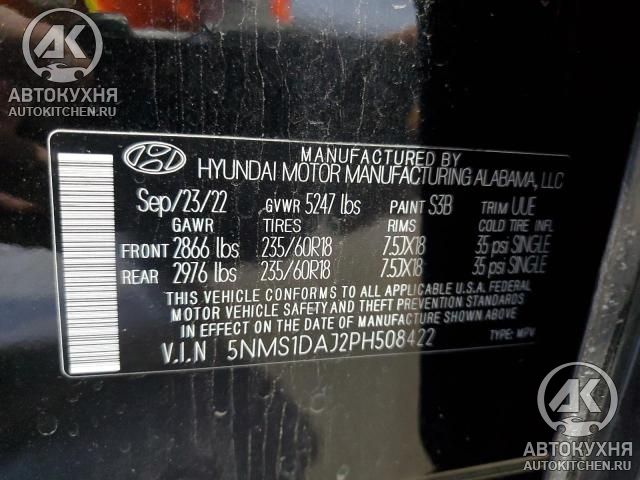 АК
АВТОКУХНЯ
AUTOKITCHEN.RU
MANUFACTURED BY
HYUNDAI MOTOR MANUFACTURING ALABAMA, LLC
Sep/23/22 GVWR 5247 lbs PAINT S3B TRIM UUE
GAWR TIRES RIMS COLD TIRE INFL
FRONT 2866 lbs 235/60R18 7.5JX18 35 psi SINGLE
REAR 2976 lbs 235/60R18 7.5JX18 35 psi SINGLE
THIS VEHICLE CONFORMS TO ALL APPLICABLE U.S.A. FEDERAL
MOTOR VEHICLE SAFETY AND THEFT PREVENTION STANDARDS
IN EFFECT ON THE DATE OF MANUFACTURE SHOWN ABOVE.
V.I.N 5NMS1DAJ2PH508422 TYPE: MPV
АК
АВТОКУХНЯ
AUTOKITCHEN.RU